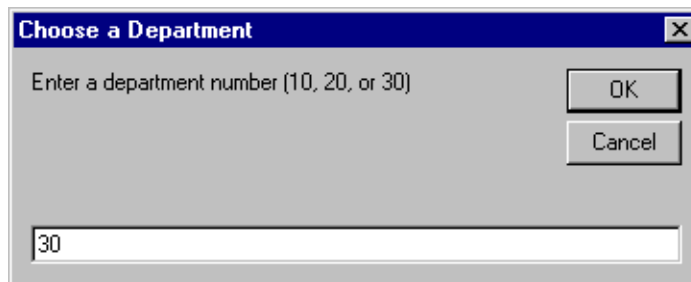 Choose a Department
Enter a department number (10, 20, or 30)
OK
Cancel
30